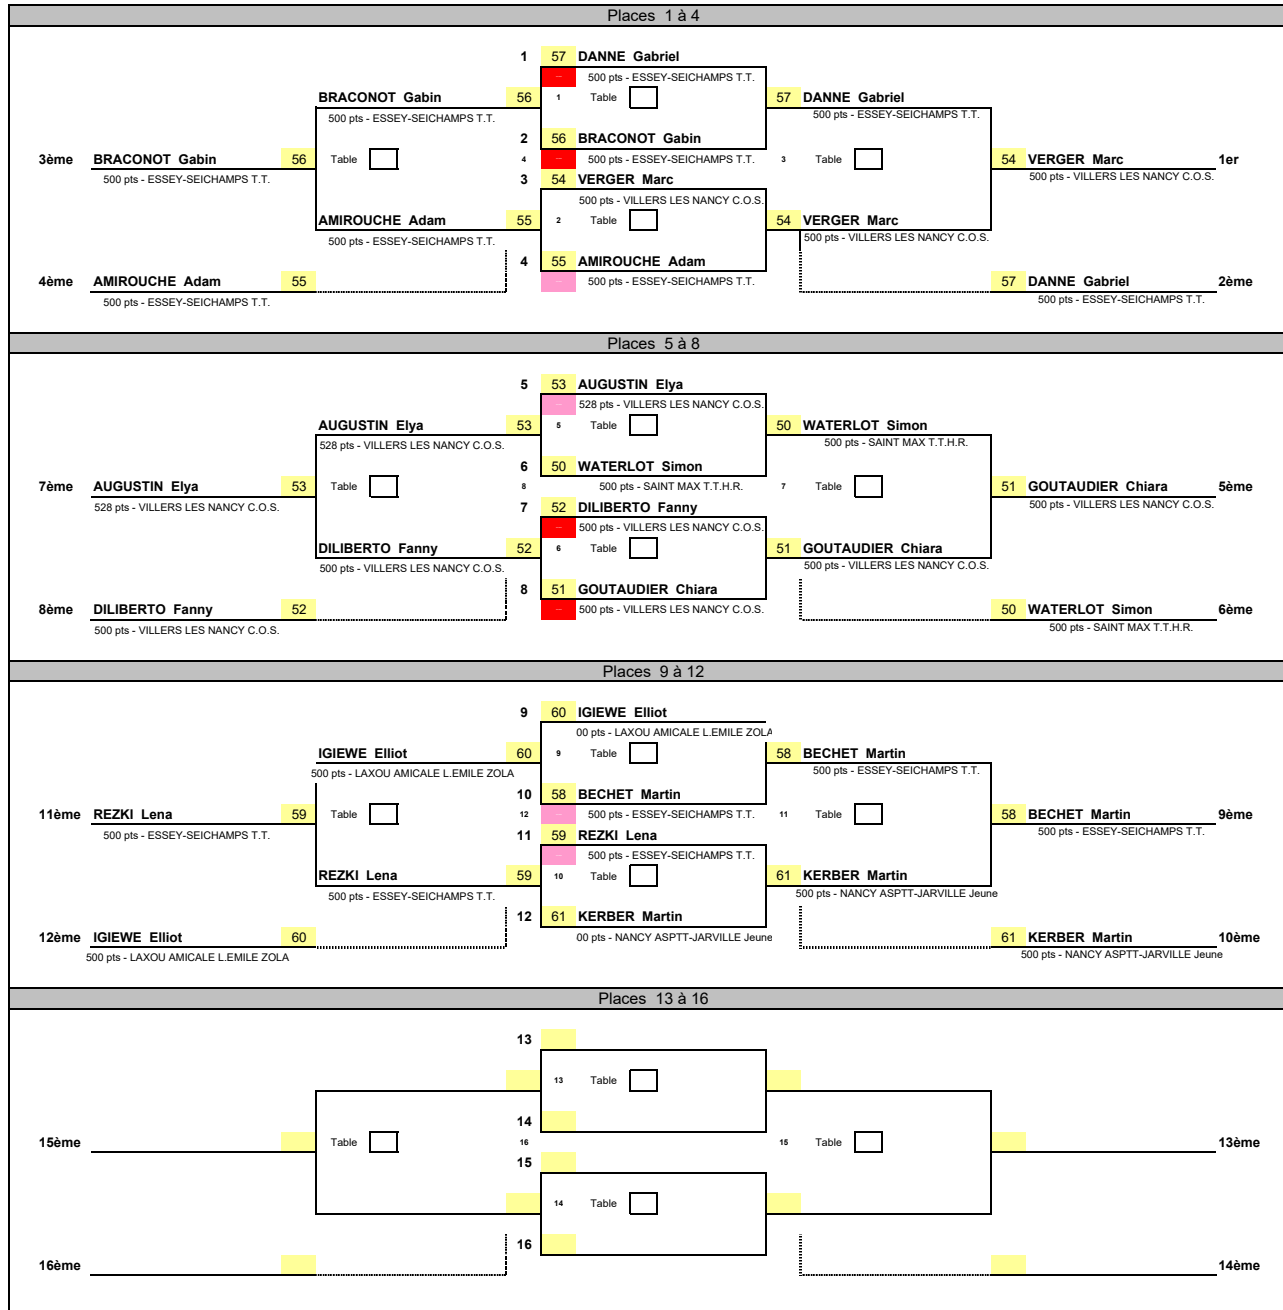 Places 1 à 4
1 57 DANNE Gabriel
500 pts - ESSEY-SEICHAMPS T.T.
BRACONOT Gabin 56 1 Table 57 DANNE Gabriel
500 pts - ESSEY-SEICHAMPS T.T. 500 pts - ESSEY-SEICHAMPS T.T.
2 56 BRACONOT Gabin
3ème BRACONOT Gabin 56 Table 4 500 pts - ESSEY-SEICHAMPS T.T. 3 Table 54 VERGER Marc 1er
500 pts - ESSEY-SEICHAMPS T.T. 3 54 VERGER Marc 500 pts - VILLERS LES NANCY C.O.S.
500 pts - VILLERS LES NANCY C.O.S.
AMIROUCHE Adam 55 2 Table 54 VERGER Marc
500 pts - ESSEY-SEICHAMPS T.T. 500 pts - VILLERS LES NANCY C.O.S.
4 55 AMIROUCHE Adam
4ème AMIROUCHE Adam 55 500 pts - ESSEY-SEICHAMPS T.T. 57 DANNE Gabriel 2ème
500 pts - ESSEY-SEICHAMPS T.T. 500 pts - ESSEY-SEICHAMPS T.T.
Places 5 à 8
5 53 AUGUSTIN Elya
528 pts - VILLERS LES NANCY C.O.S.
AUGUSTIN Elya 53 5 Table 50 WATERLOT Simon
528 pts - VILLERS LES NANCY C.O.S. 500 pts - SAINT MAX T.T.H.R.
6 50 WATERLOT Simon
7ème AUGUSTIN Elya 53 Table 8 500 pts - SAINT MAX T.T.H.R. 7 Table 51 GOUTAUDIER Chiara 5ème
528 pts - VILLERS LES NANCY C.O.S. 7 52 DILIBERTO Fanny 500 pts - VILLERS LES NANCY C.O.S.
500 pts - VILLERS LES NANCY C.O.S.
DILIBERTO Fanny 52 6 Table 51 GOUTAUDIER Chiara
500 pts - VILLERS LES NANCY C.O.S. 500 pts - VILLERS LES NANCY C.O.S.
8 51 GOUTAUDIER Chiara
8ème DILIBERTO Fanny 52 500 pts - VILLERS LES NANCY C.O.S. 50 WATERLOT Simon 6ème
500 pts - VILLERS LES NANCY C.O.S. 500 pts - SAINT MAX T.T.H.R.
Places 9 à 12
9 60 IGIEWE Elliot
00 pts - LAXOU AMICALE L.EMILE ZOLA
IGIEWE Elliot 60 9 Table 58 BECHET Martin
500 pts - LAXOU AMICALE L.EMILE ZOLA 500 pts - ESSEY-SEICHAMPS T.T.
10 58 BECHET Martin
11ème REZKI Lena 59 Table 12 500 pts - ESSEY-SEICHAMPS T.T. 11 Table 58 BECHET Martin 9ème
500 pts - ESSEY-SEICHAMPS T.T. 11 59 REZKI Lena 500 pts - ESSEY-SEICHAMPS T.T.
500 pts - ESSEY-SEICHAMPS T.T.
REZKI Lena 59 10 Table 61 KERBER Martin
500 pts - ESSEY-SEICHAMPS T.T. 500 pts - NANCY ASPTT-JARVILLE Jeune
12 61 KERBER Martin
12ème IGIEWE Elliot 60 00 pts - NANCY ASPTT-JARVILLE Jeune 61 KERBER Martin 10ème
500 pts - LAXOU AMICALE L.EMILE ZOLA 500 pts - NANCY ASPTT-JARVILLE Jeune
Places 13 à 16
13
13 Table
14
15ème Table 16 15 Table 13ème
15
14 Table
16
16ème 14ème